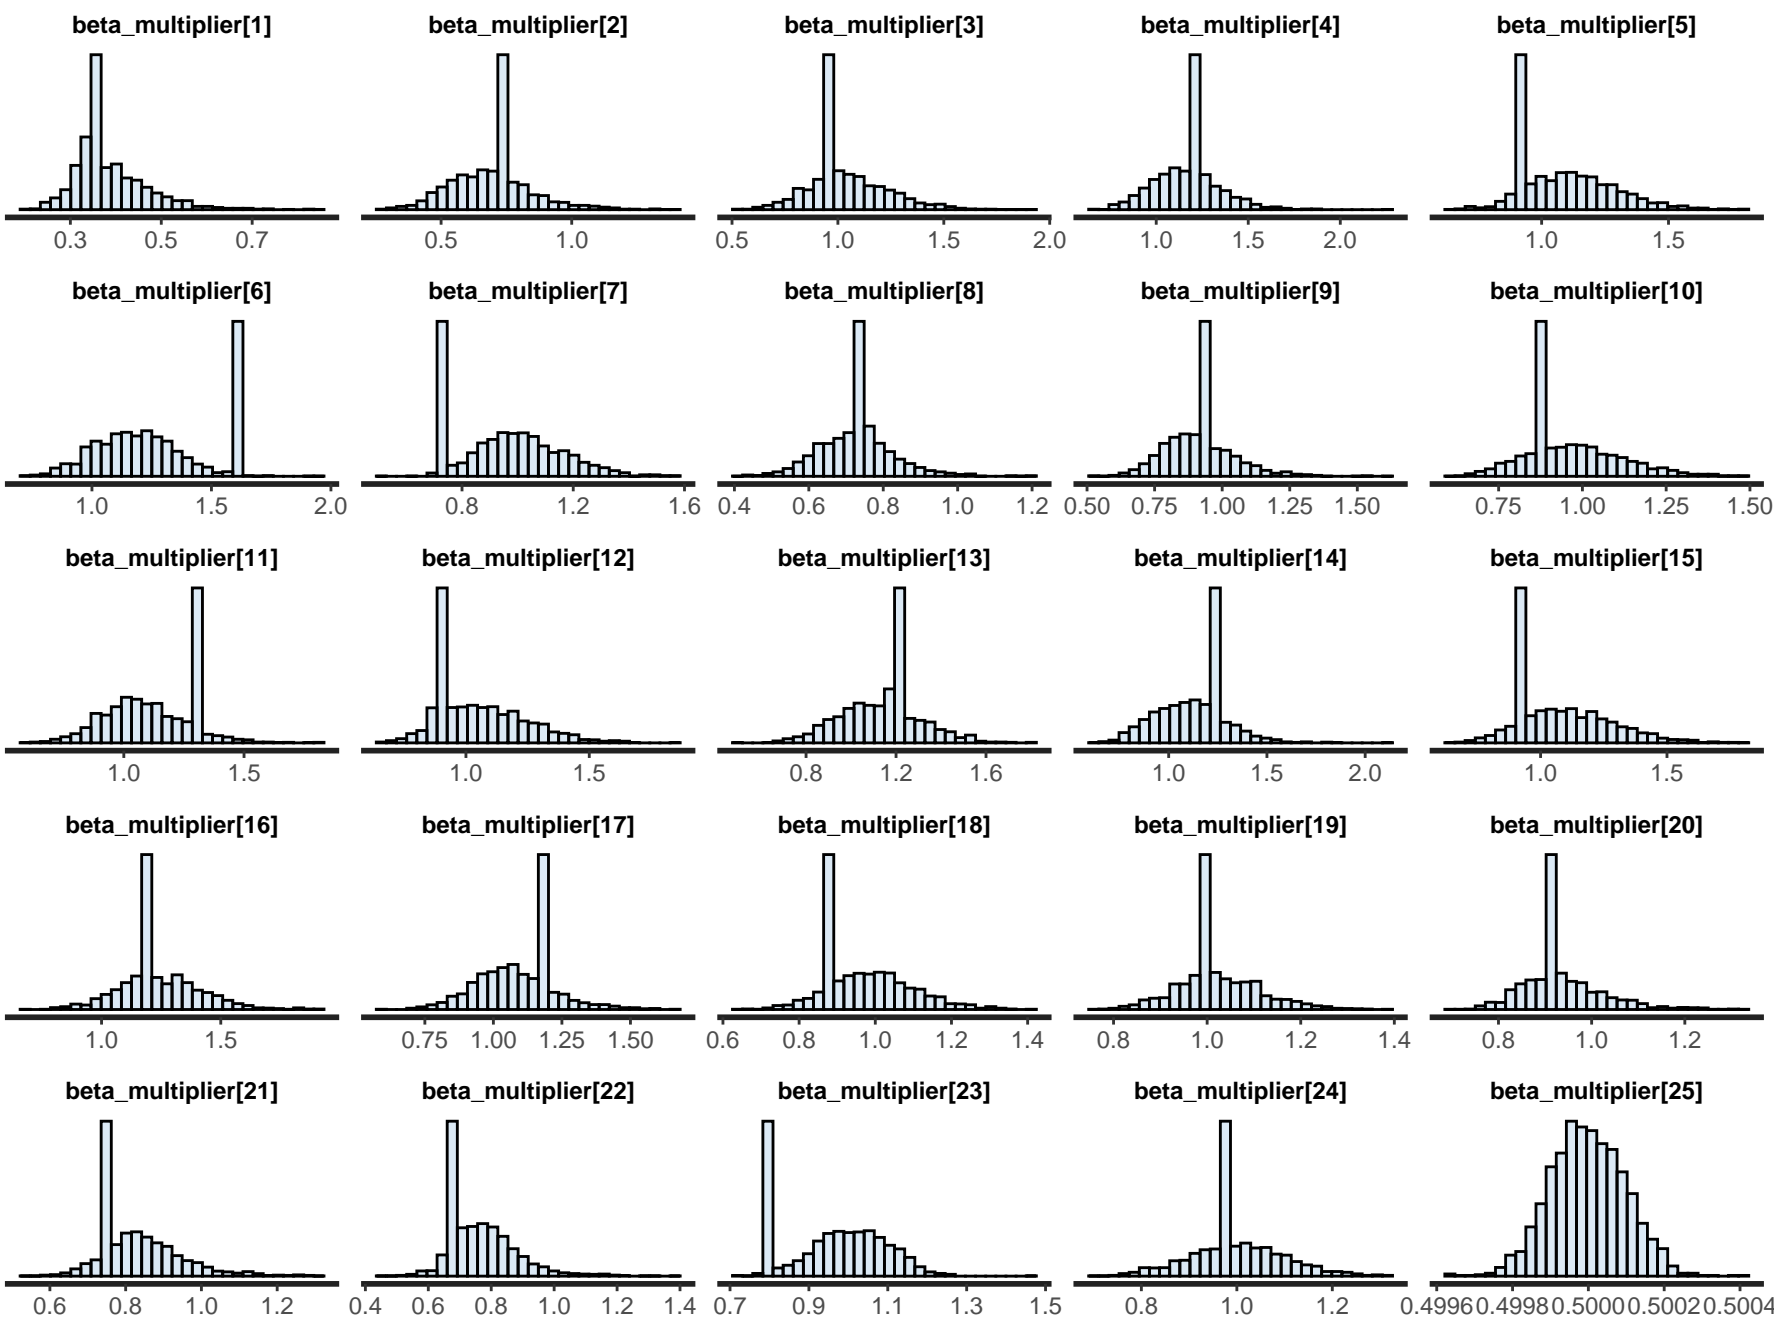 beta_multiplier[1] beta_multiplier[2] beta_multiplier[3] beta_multiplier[4] beta_multiplier[5]
0.3 0.5 0.7 0.5 1.0 0.5 1.0 1.5 2.0 1.0 1.5 2.0 1.0 1.5
beta_multiplier[6] beta_multiplier[7] beta_multiplier[8] beta_multiplier[9] beta_multiplier[10]
1.0 1.5 2.0 0.8 1.2 1.6 0.4 0.6 0.8 1.0 1.2 0.50 0.75 1.00 1.25 1.50 0.75 1.00 1.25 1.50
beta_multiplier[11] beta_multiplier[12] beta_multiplier[13] beta_multiplier[14] beta_multiplier[15]
1.0 1.5 1.0 1.5 0.8 1.2 1.6 1.0 1.5 2.0 1.0 1.5
beta_multiplier[16] beta_multiplier[17] beta_multiplier[18] beta_multiplier[19] beta_multiplier[20]
1.0 1.5 0.75 1.00 1.25 1.50 0.6 0.8 1.0 1.2 1.4 0.8 1.0 1.2 1.4 0.8 1.0 1.2
beta_multiplier[21] beta_multiplier[22] beta_multiplier[23] beta_multiplier[24] beta_multiplier[25]
0.6 0.8 1.0 1.2 0.4 0.6 0.8 1.0 1.2 1.4 0.7 0.9 1.1 1.3 1.5 0.8 1.0 1.2 0.4996 0.4998 0.5000 0.5002 0.5004